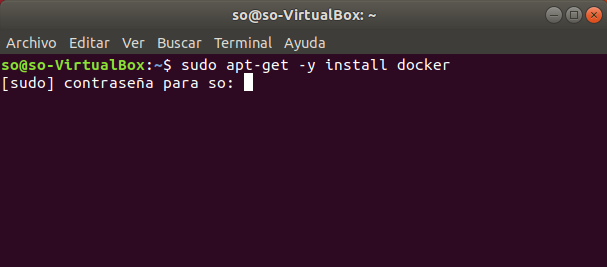 so@so-VirtualBox: ~
Archivo Editar Ver Buscar Terminal Ayuda
so@so-VirtualBox:~$ sudo apt-get -y install docker
[sudo] contraseña para so: